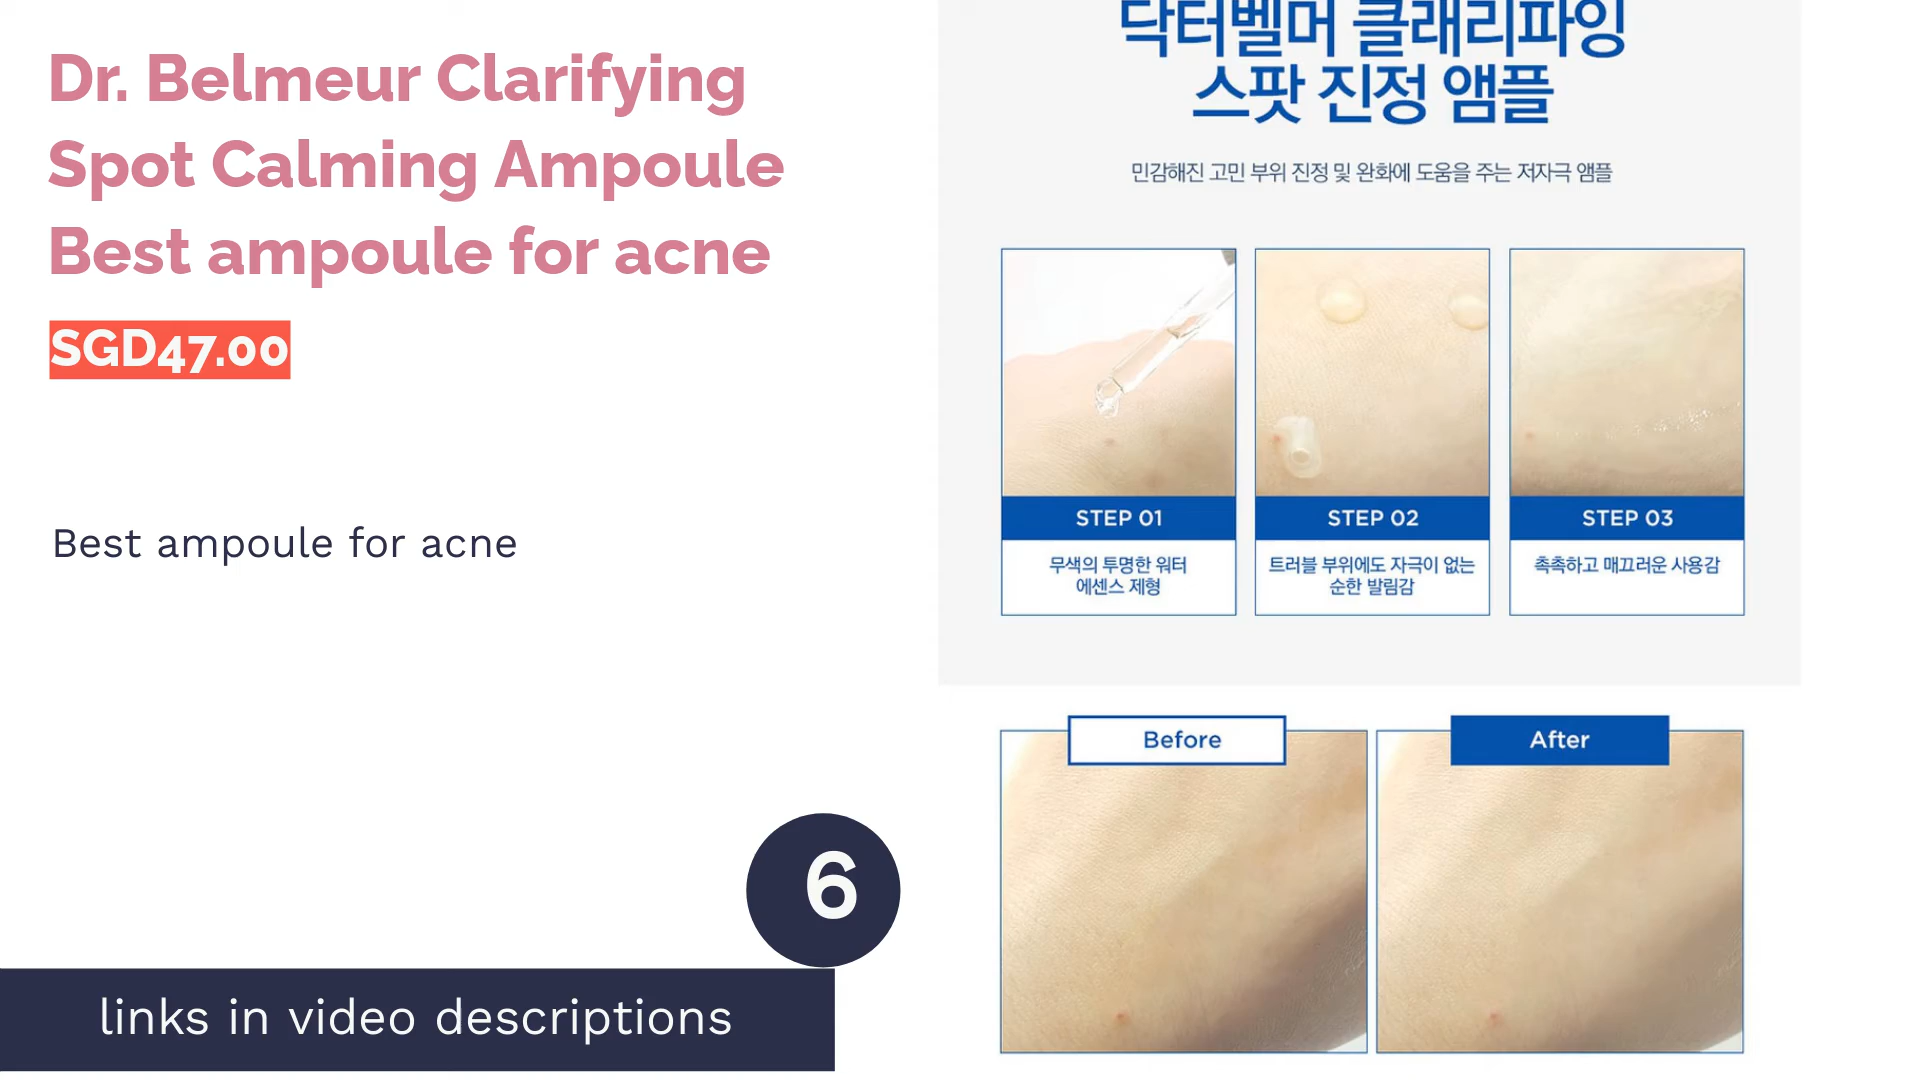 Dr. Belmeur Clarifying
Spot Calming Ampoule
Best ampoule for acne
SGD47.00
Best ampoule for acne
6
links in video descriptions
닥터벨머 클래리파잉
스팟 진정 앰플
민감해진 고민 부위 진정 및 완화에 도움을 주는 저자극 앰플
STEP 01
무색의 투명한 워터
에센스 제형
STEP 02
트러블 부위에도 자극이 없는
순한 발림감
STEP 03
촉촉하고 매끄러운 사용감
Before
After